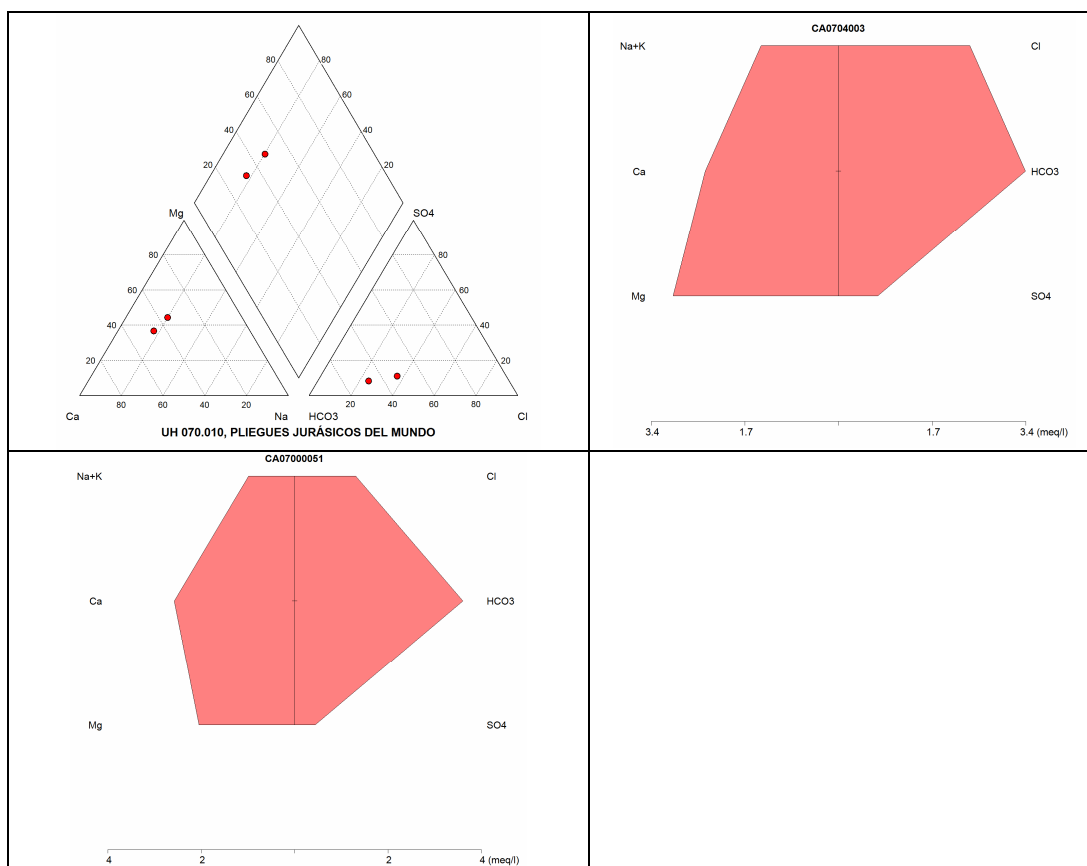 80 80
60 60
40 40
20 20
Mg SO4
80 80
60 60
40 40
20 20
80 60 40 20 20 40 60 80
Ca Na HCO3 Cl
UH 070.010, PLIEGUES JURÁSICOS DEL MUNDO
CA0704003
Na+K Cl
Ca HCO3
Mg SO4
3.4 1.7 1.7 3.4 (meq/l)
CA07000051
Na+K Cl
Ca HCO3
Mg SO4
4 2 2 4 (meq/l)